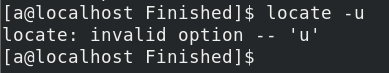 [a@localhost Finished]$ locate -u
locate: invalid option -- 'u'
[a@localhost Finished]$